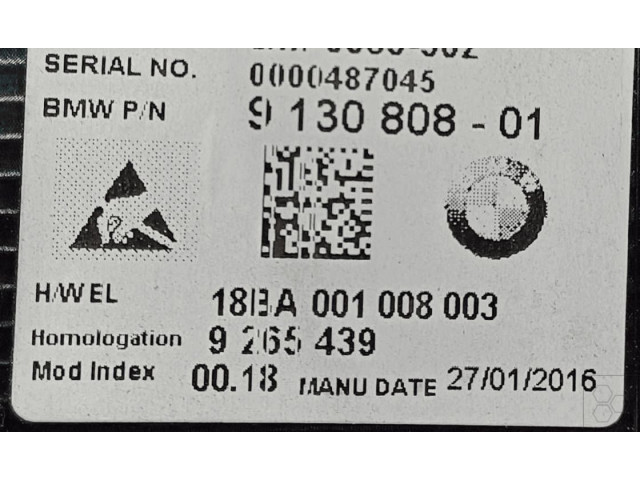 SERIAL NO. 0000487045
BMW P/N 9 130 808 - 01
H/W EL 18BA 001 008 003
Homologation 9 265 439
Mod Index 00.18 MANU DATE 27/01/2016